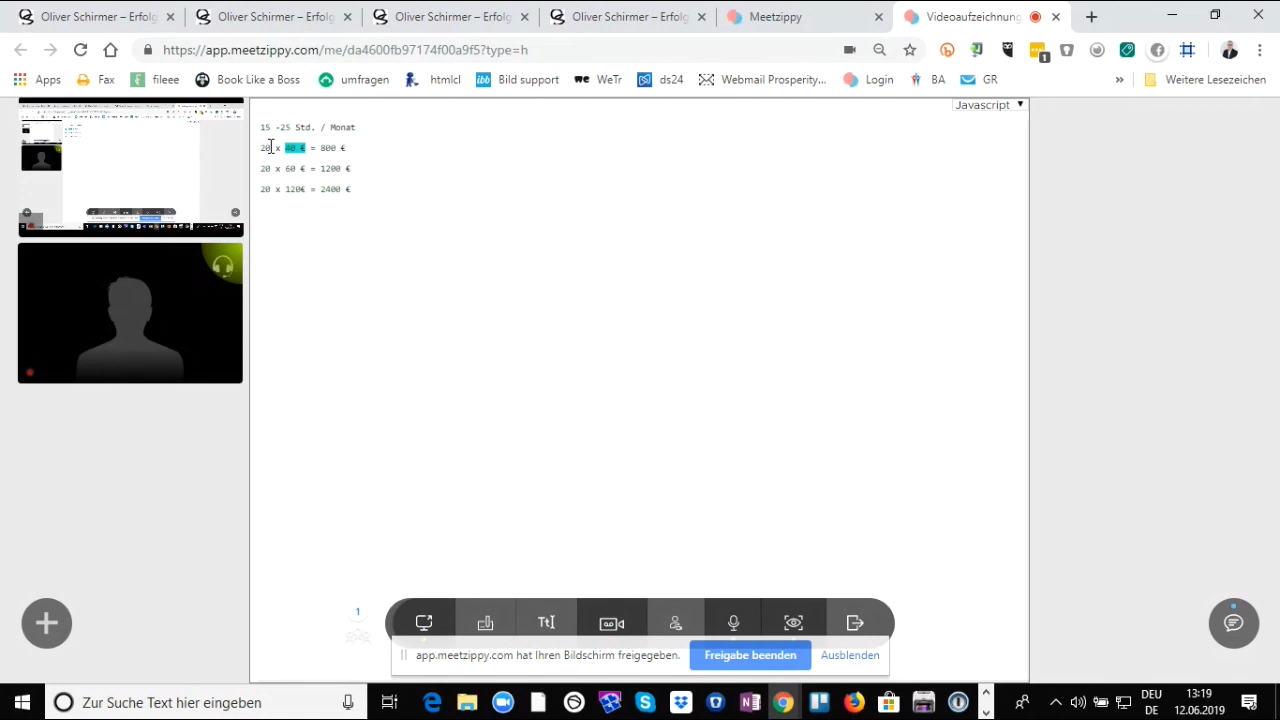 Oliver Schirmer – Erfolg
Oliver Schirmer – Erfolg
Oliver Schirmer – Erfolg
Oliver Schirmer – Erfolg
Meetzippy
Videoaufzeichnung
https://app.meetzippy.com/me/da4600fb97174f00a9f5?type=h
1
Apps
Fax
fileee
Book Like a Boss
umfragen
htmlcl
ibb
Bild support
we
WeTr
ds24
Webmail Prosperity...
Login
BA
GR
»
Weitere Lesezeichen
Javascript
15 -25 Std. / Monat
20 x 40 € = 800 €
20 x 60 € = 1200 €
20 x 120€ = 2400 €
1
Tt
app.meetzippy.com hat Ihren Bildschirm freigegeben.
Freigabe beenden
Ausblenden
Zur Suche Text hier eingeben
DEU
DE
13:19
12.06.2019